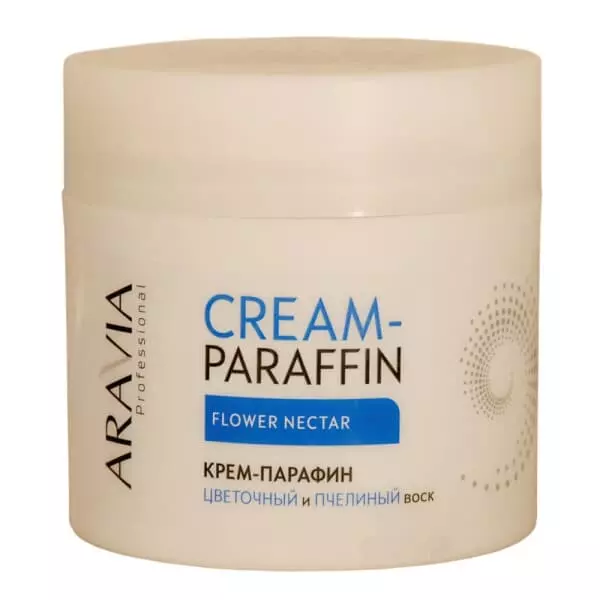 ARAVIA
Professional
CREAM-
PARAFFIN
FLOWER NECTAR
КРЕМ-ПАРАФИН
ЦВЕТОЧНЫЙ и ПЧЕЛИНЫЙ воск